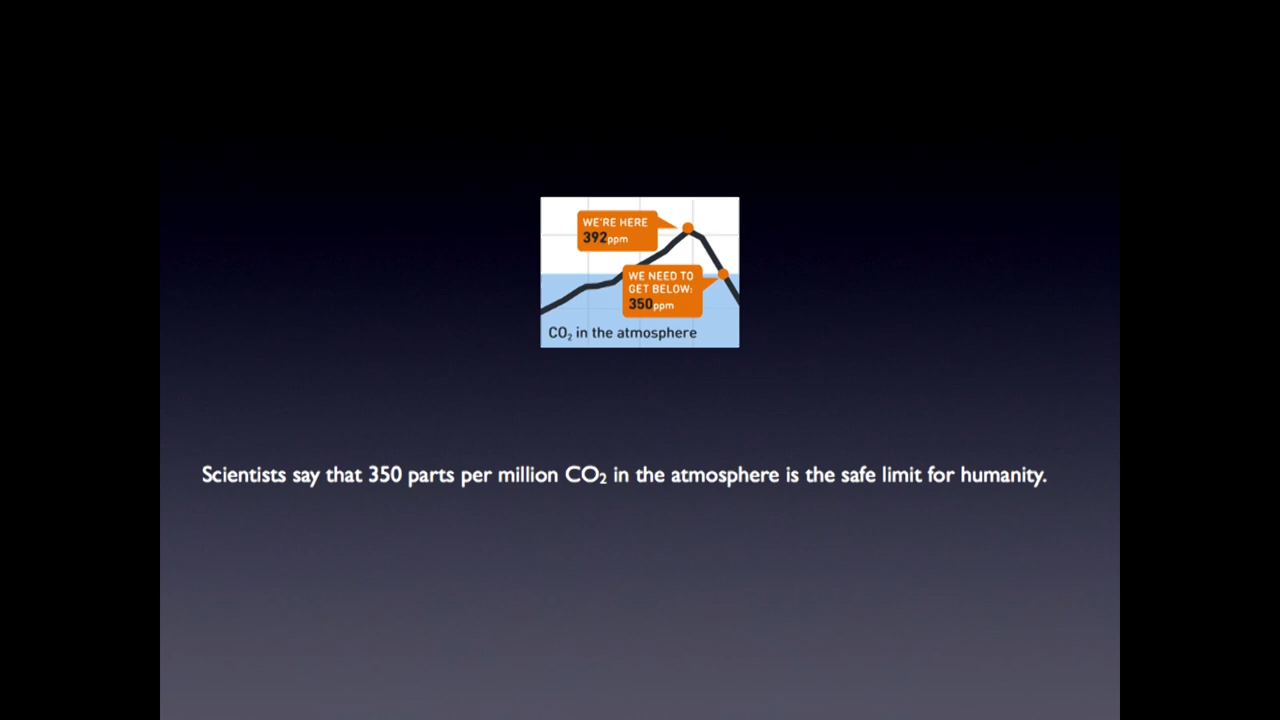 WE'RE HERE
392ppm
WE NEED TO
GET BELOW:
350ppm
CO₂ in the atmosphere
Scientists say that 350 parts per million CO₂ in the atmosphere is the safe limit for humanity.